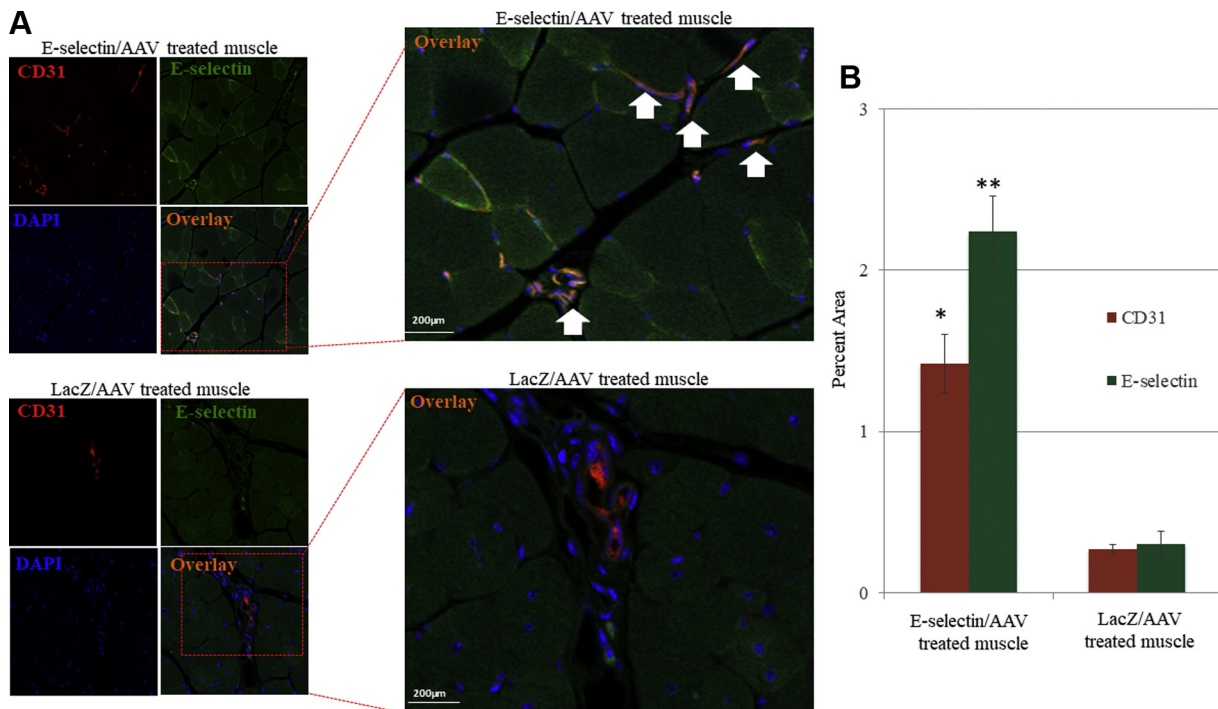 A
E-selectin/AAV treated muscle
CD31
E-selectin
DAPI
Overlay
E-selectin/AAV treated muscle
Overlay
200μm
LacZ/AAV treated muscle
CD31
E-selectin
DAPI
Overlay
LacZ/AAV treated muscle
Overlay
200μm
B
Percent Area
3
2
1
0
*
**
CD31
E-selectin
E-selectin/AAV
treated muscle
LacZ/AAV
treated muscle